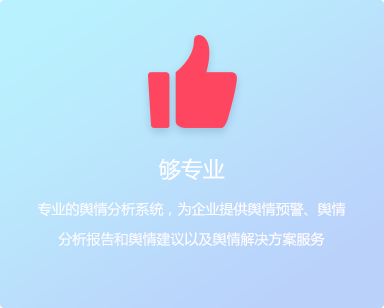 够专业
专业的舆情分析系统，为企业提供舆情预警、舆情
分析报告和舆情建议以及舆情解决方案服务